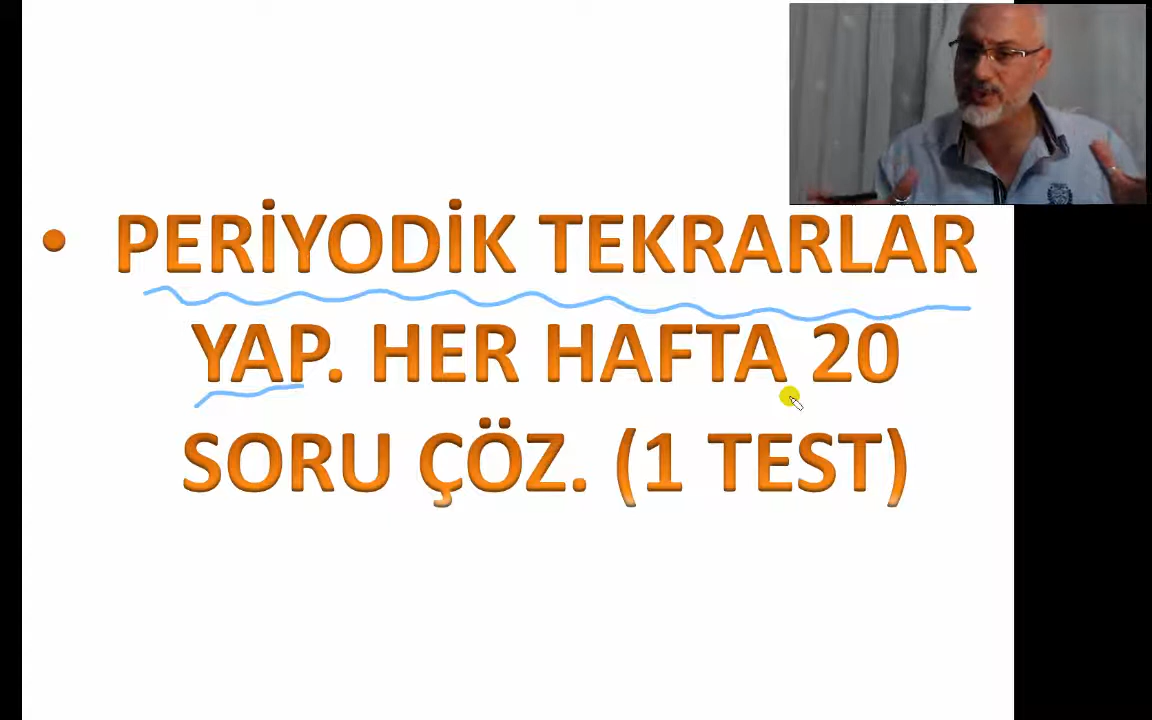 • PERİYODİK TEKRARLAR
YAP. HER HAFTA 20
SORU ÇÖZ. (1 TEST)